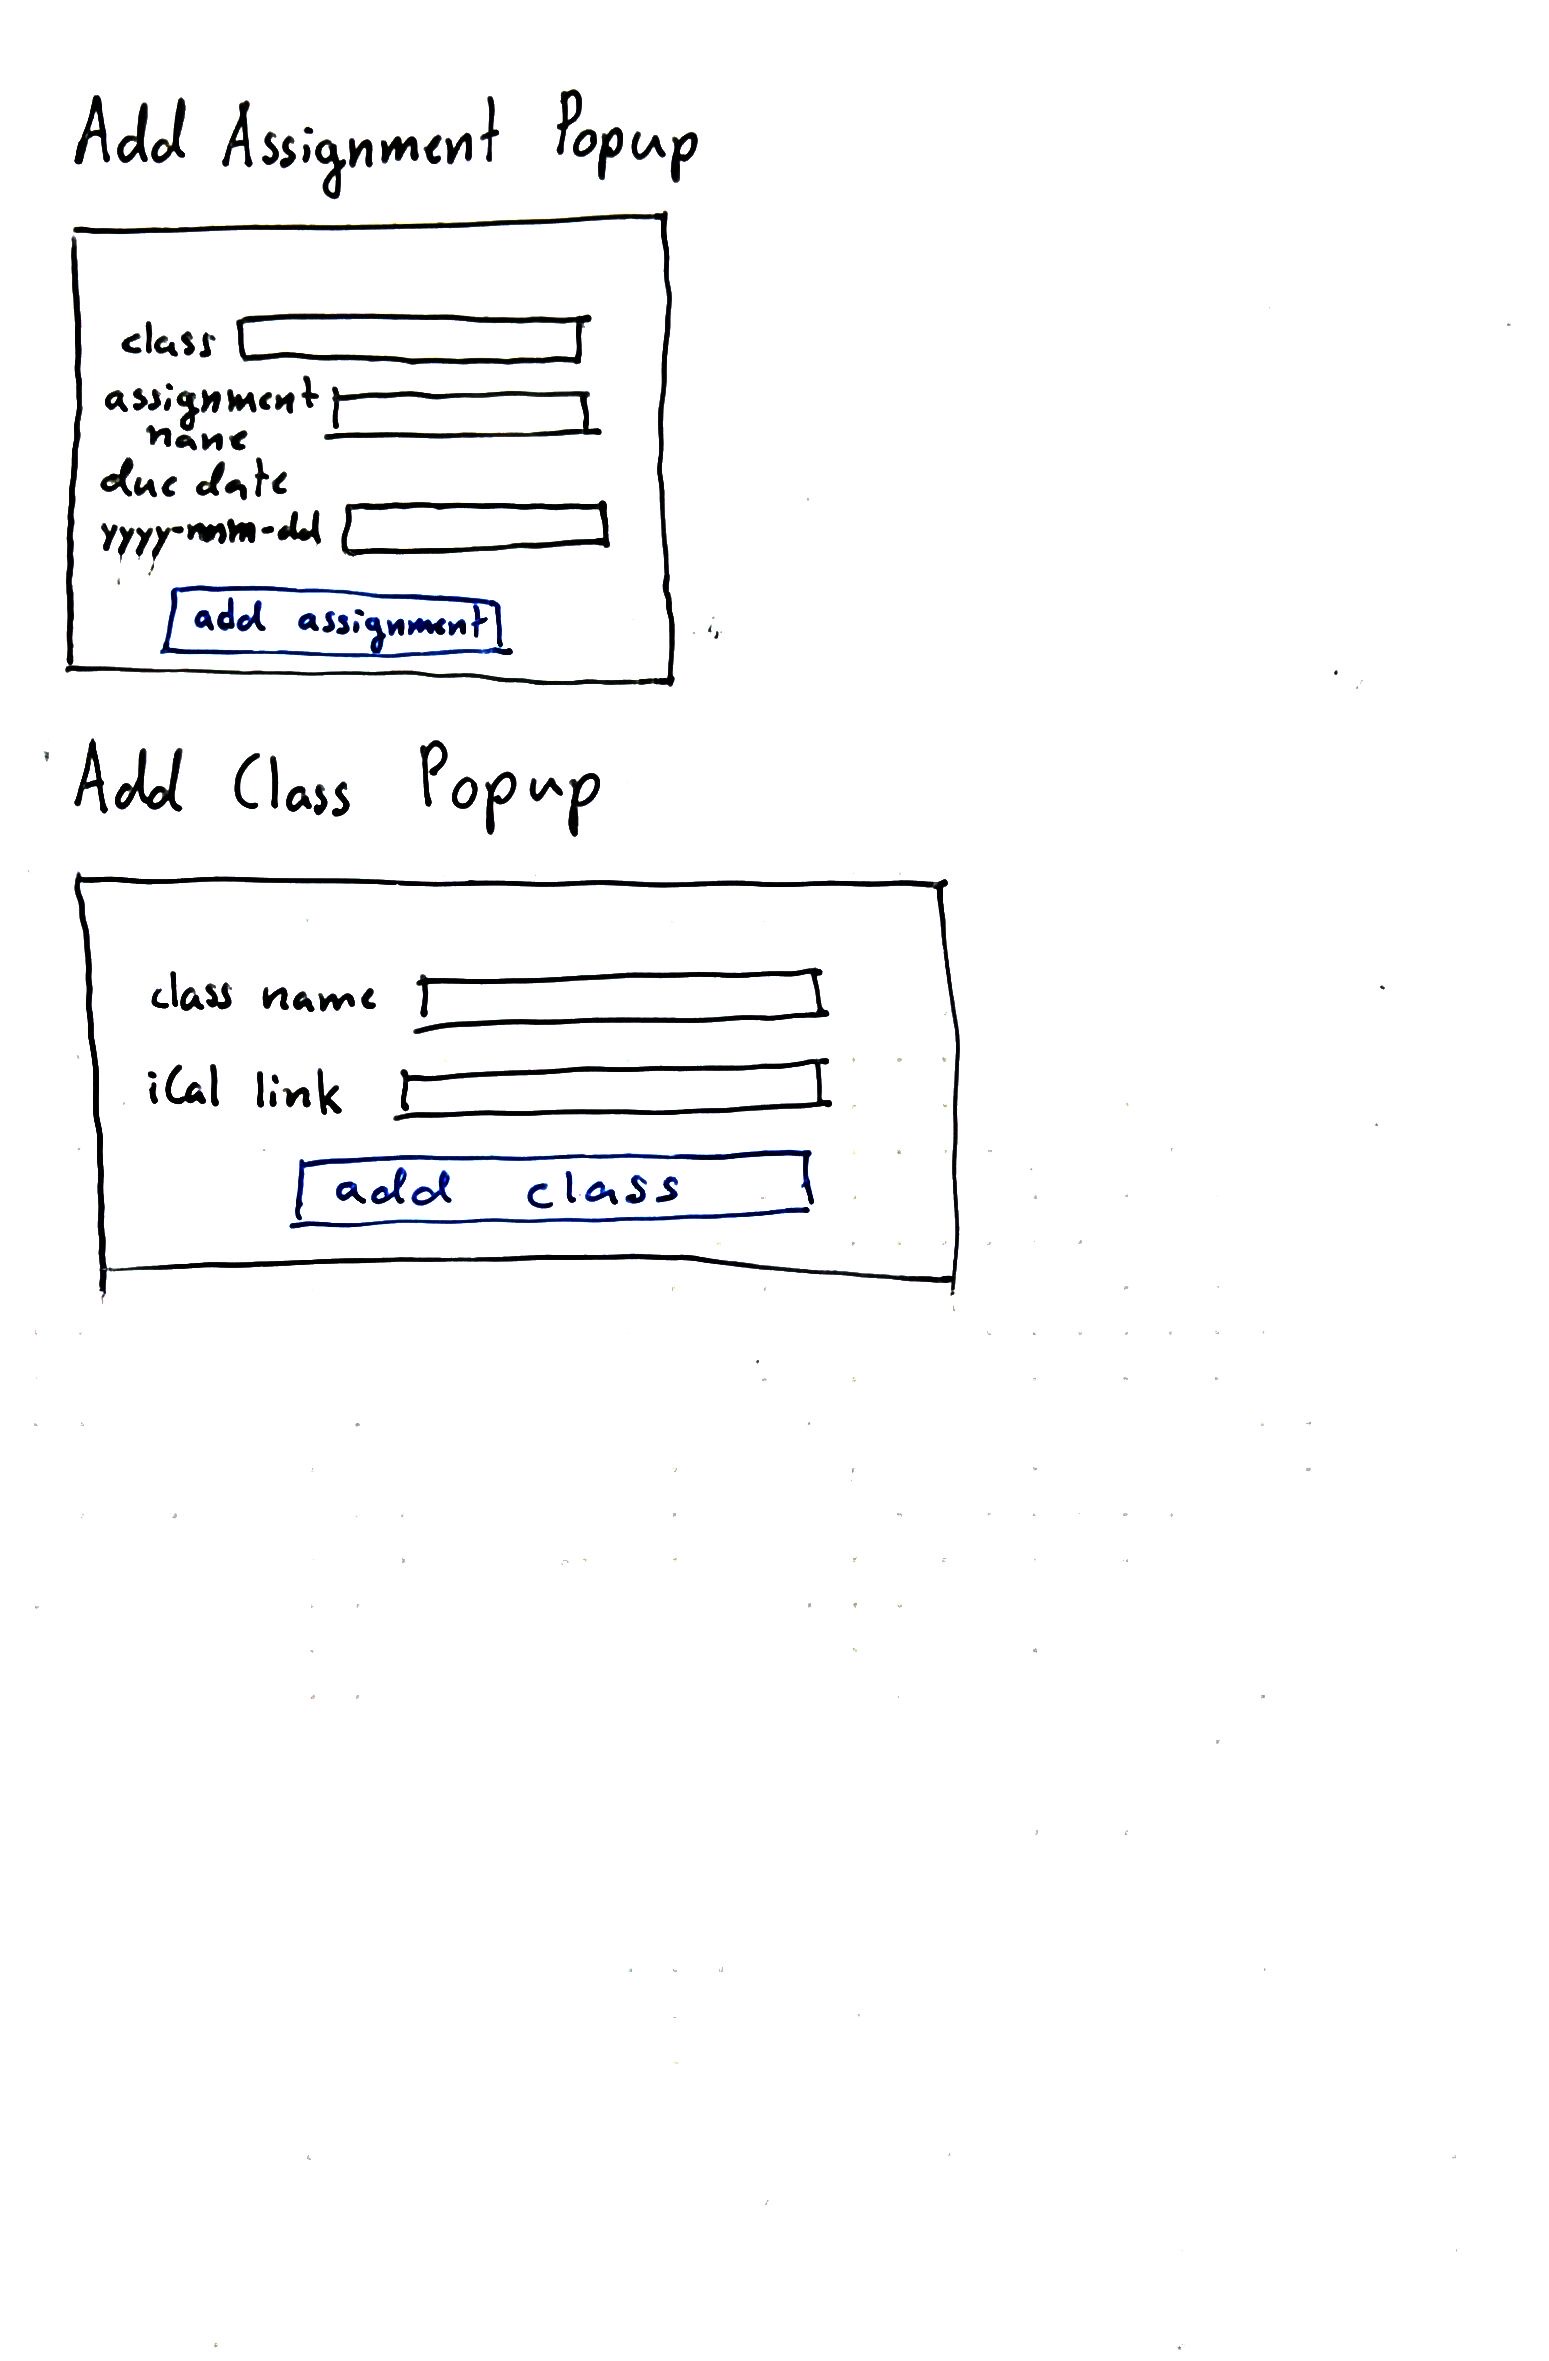 Add Assignment Popup
class
assignment
name
due date
yyyy-mm-dd
add assignment
Add Class Popup
class name
iCal link
add class